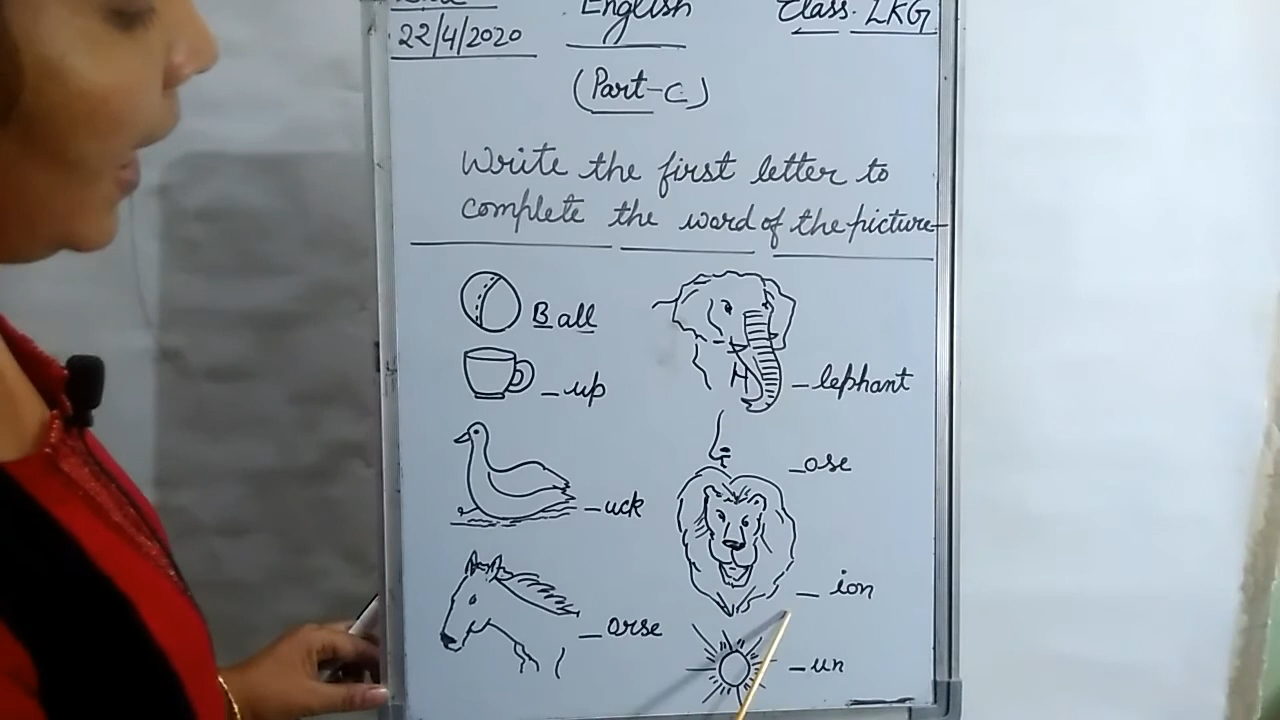 English
Class. LKG
22/4/2020
(Part-C)
Write the first letter to
complete the word of the picture-
Ball
_up
_uck
_orse
_lephant
_ose
_ion
_un